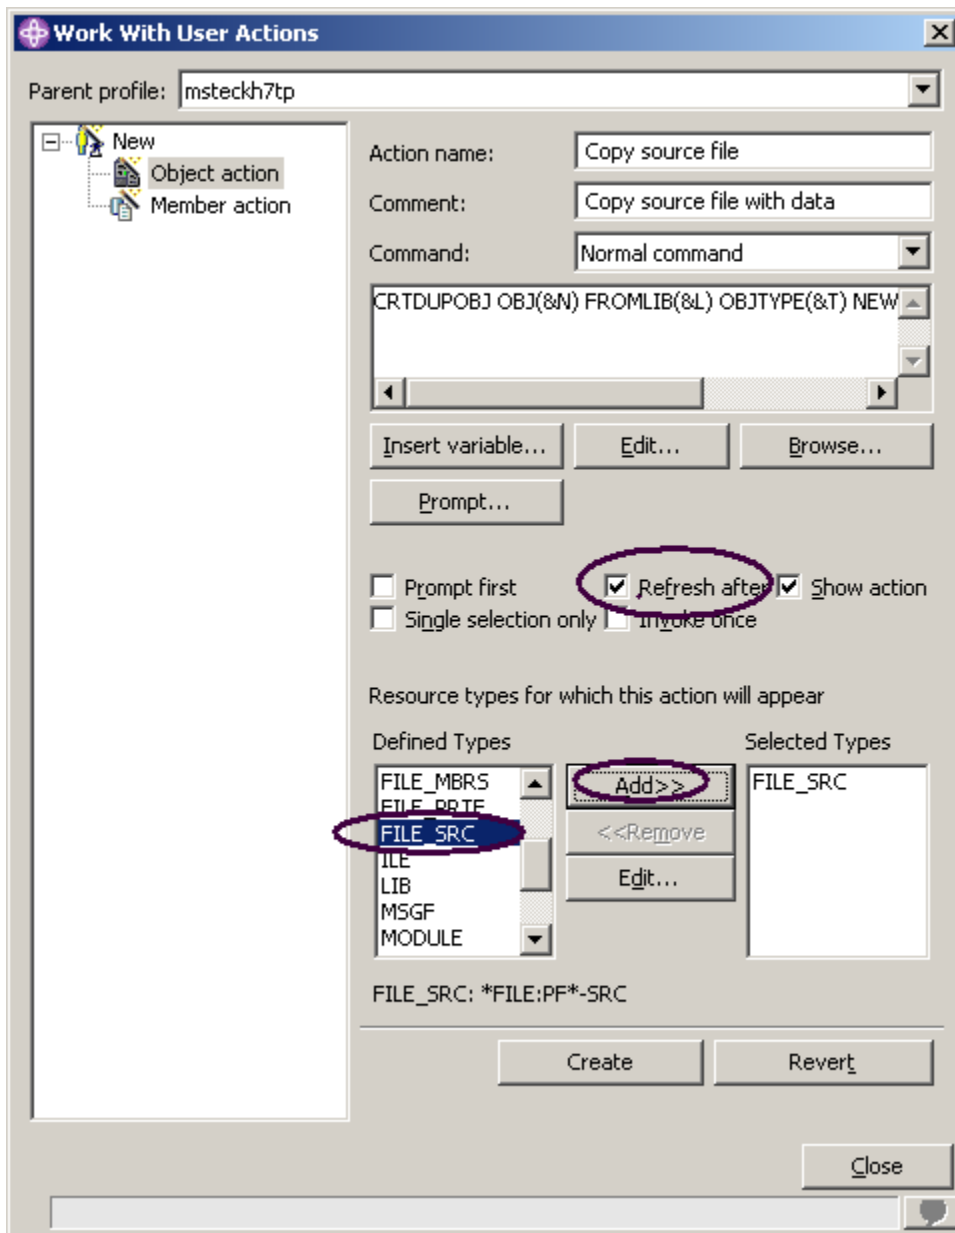 Work With User Actions
Parent profile: msteckh7tp
New
Object action
Member action
Action name: Copy source file
Comment: Copy source file with data
Command: Normal command
CRTDUPOBJ OBJ(&N) FROMLIB(&L) OBJTYPE(&T) NEW
Insert variable... Edit... Browse...
Prompt...
Prompt first Refresh after Show action
Single selection only Invoke once
Resource types for which this action will appear
Defined Types Selected Types
FILE_MBRS
FILE_PRTF
FILE_SRC
ILE
LIB
MSGF
MODULE
Add>>
<<Remove
Edit...
FILE_SRC
FILE_SRC: *FILE:PF*-SRC
Create Revert
Close